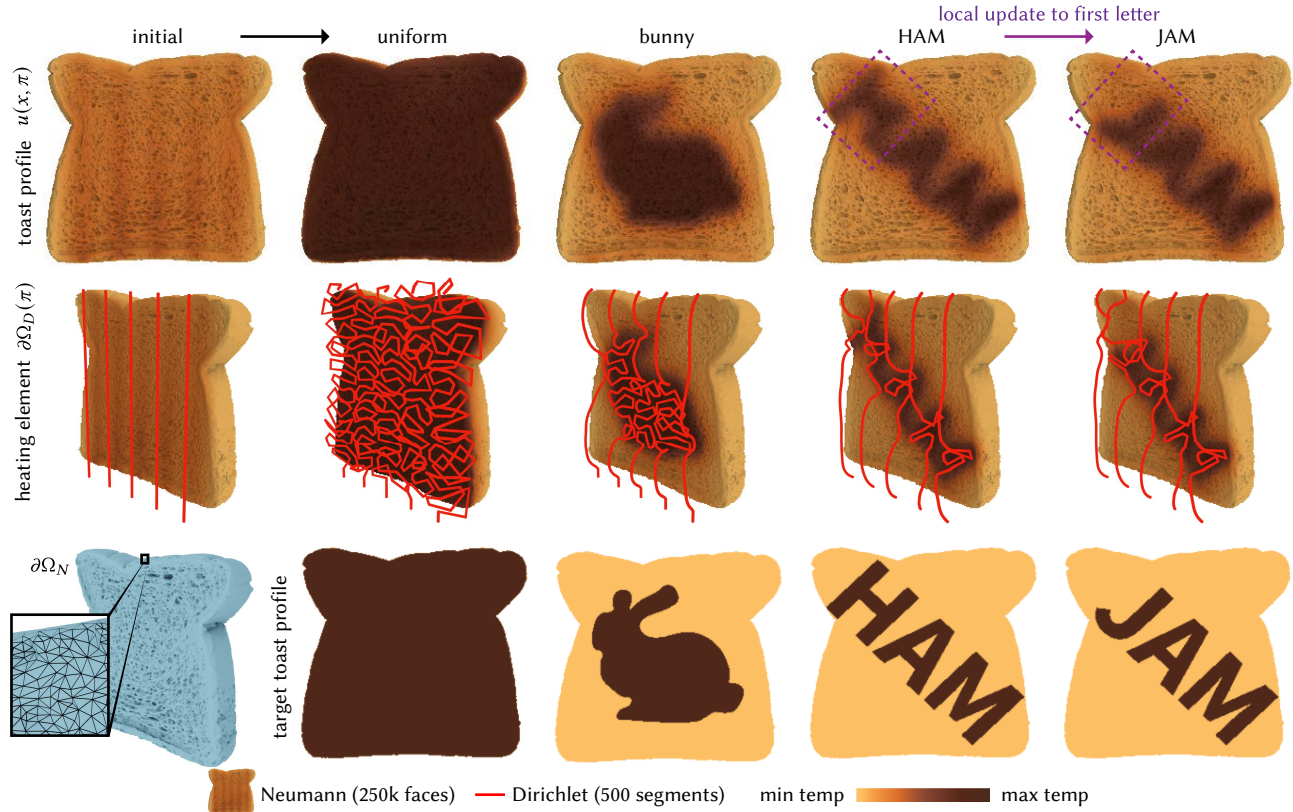 local update to first letter
initial
uniform
bunny
HAM
JAM
toast profile u(x, π)
heating element ∂Ω_D(π)
∂Ω_N
target toast profile
HAM
JAM
Neumann (250k faces)
Dirichlet (500 segments)
min temp
max temp